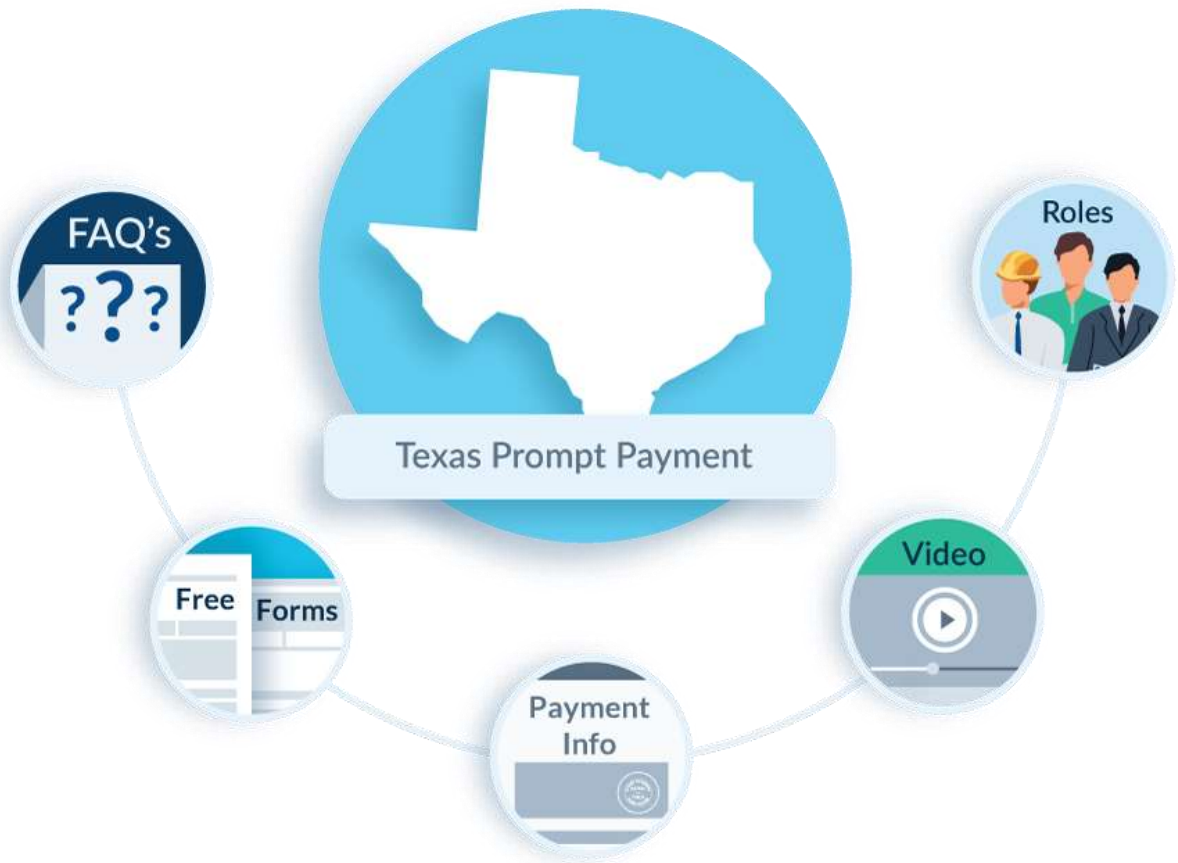 FAQ's
? ? ?
Roles
Texas Prompt Payment
Free Forms
Video
Payment
Info